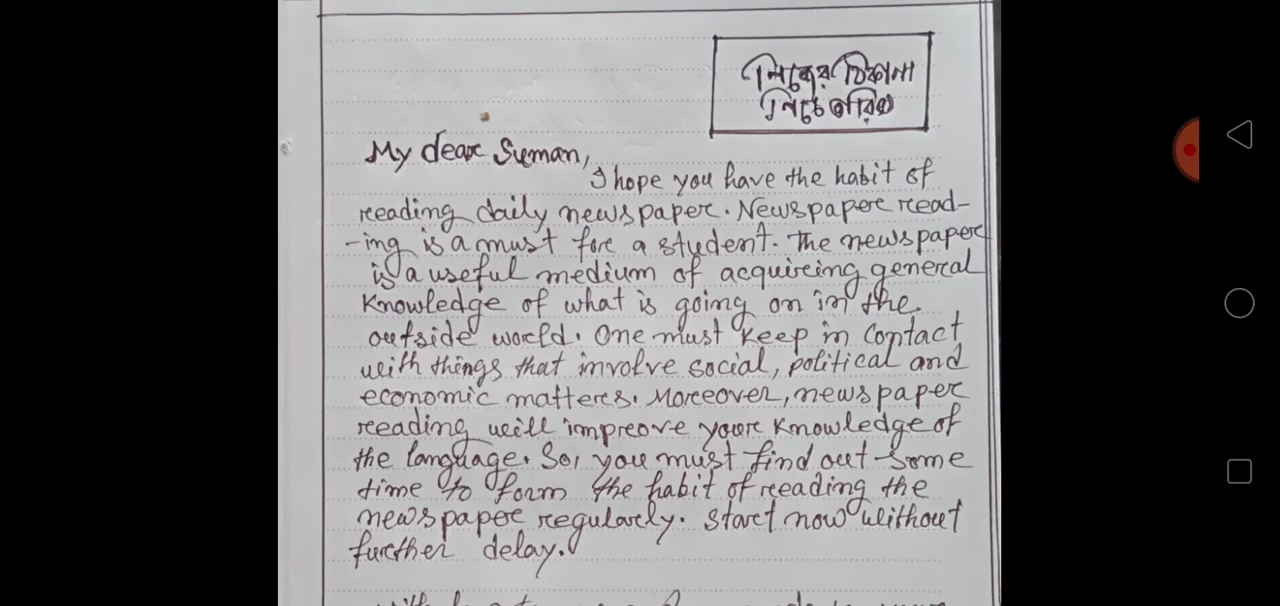 নিজের ঠিকানা
নিচে তারিখ
My dear Suman,
I hope you have the habit of
reading daily newspaper. Newspaper read-
-ing is a must for a student. The newspaper
is a useful medium of acquiring general
Knowledge of what is going on in the
outside world. One must keep in contact
with things that involve social, political and
economic matters. Moreover, newspaper
reading will improve your knowledge of
the language. So, you must find out some
time to form the habit of reading the
newspaper regularly. Start now without
further delay.